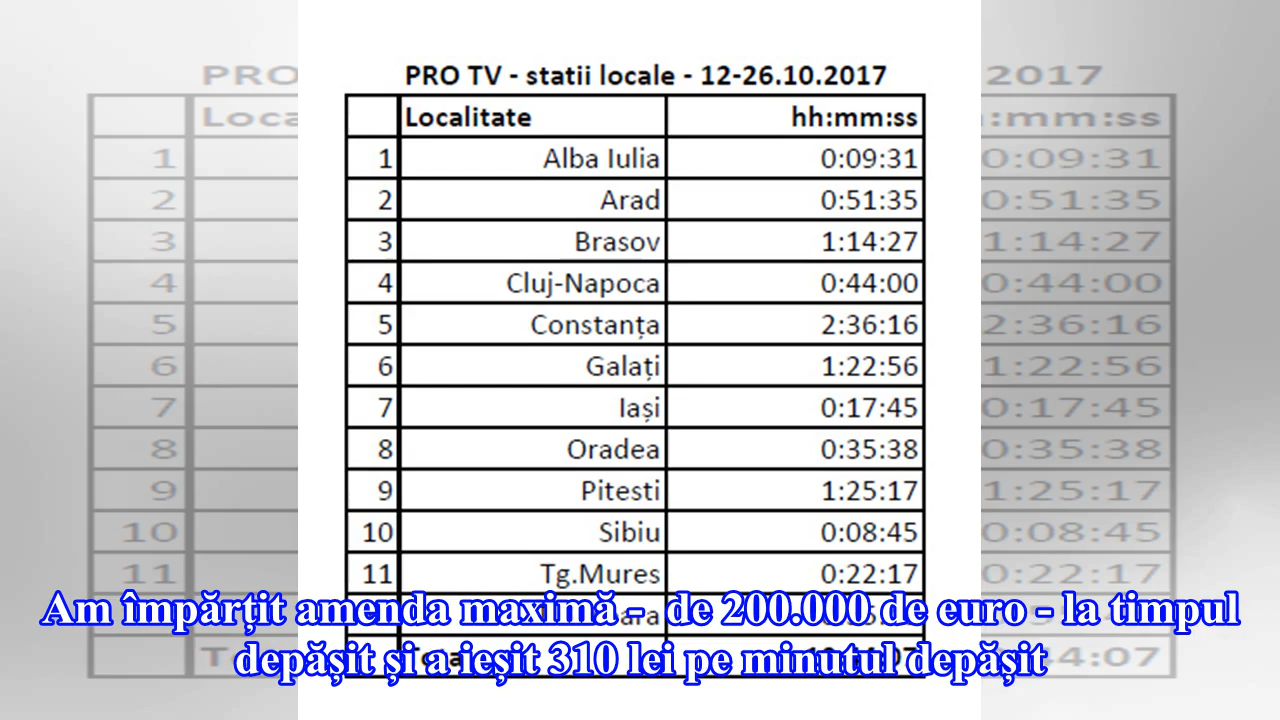 PRO TV - statii locale - 12-26.10.2017
Localitate hh:mm:ss
1 Alba Iulia 0:09:31
2 Arad 0:51:35
3 Brasov 1:14:27
4 Cluj-Napoca 0:44:00
5 Constanța 2:36:16
6 Galați 1:22:56
7 Iași 0:17:45
8 Oradea 0:35:38
9 Pitesti 1:25:17
10 Sibiu 0:08:45
11 Tg.Mures 0:22:17
Am împărțit amenda maximă - de 200.000 de euro - la timpul
depășit și a ieșit 310 lei pe minutul depășit